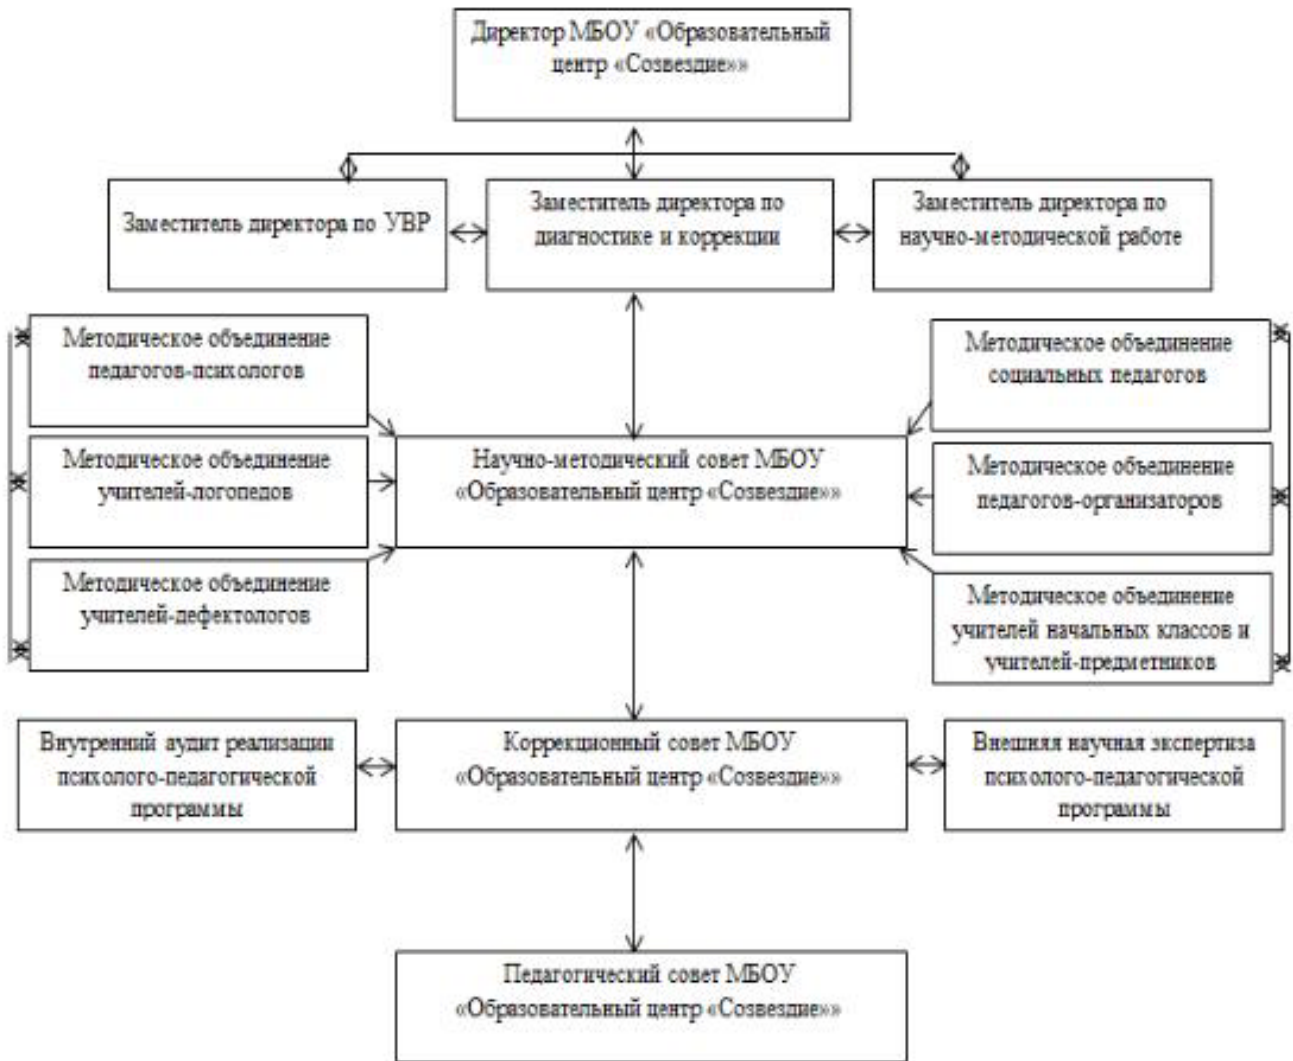 Директор МБОУ «Образовательный
центр «Созвездие»»
Заместитель директора по УВР
Заместитель директора по
диагностике и коррекции
Заместитель директора по
научно-методической работе
Методическое объединение
педагогов-психологов
Методическое объединение
социальных педагогов
Методическое объединение
учителей-логопедов
Научно-методический совет МБОУ
«Образовательный центр «Созвездие»»
Методическое объединение
педагогов-организаторов
Методическое объединение
учителей-дефектологов
Методическое объединение
учителей начальных классов и
учителей-предметников
Внутренний аудит реализации
психолого-педагогической
программы
Коррекционный совет МБОУ
«Образовательный центр «Созвездие»»
Внешняя научная экспертиза
психолого-педагогической
программы
Педагогический совет МБОУ
«Образовательный центр «Созвездие»»